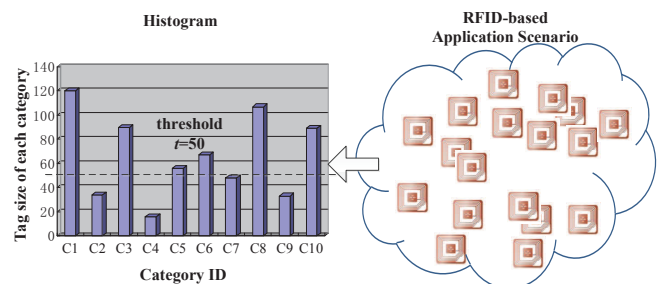 Histogram
RFID-based
Application Scenario
Tag size of each category
140
120
100
80
60
40
20
0
threshold
t=50
C1 C2 C3 C4 C5 C6 C7 C8 C9 C10
Category ID